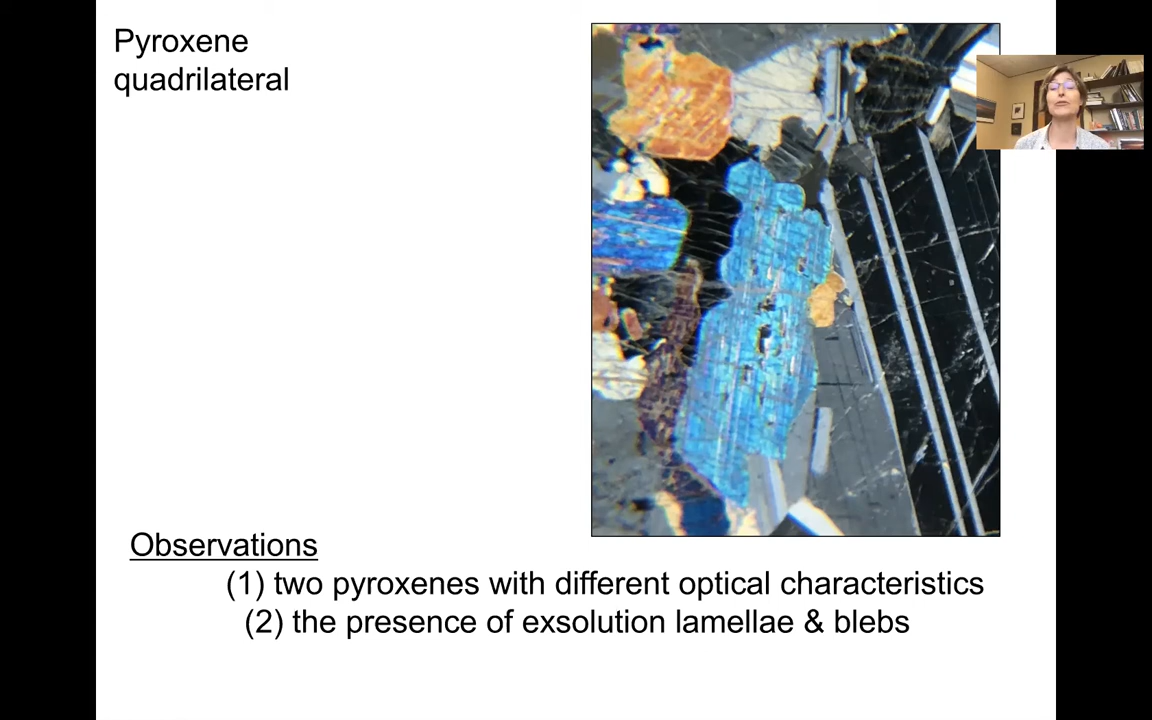 Pyroxene
quadrilateral
Observations
(1) two pyroxenes with different optical characteristics
(2) the presence of exsolution lamellae & blebs